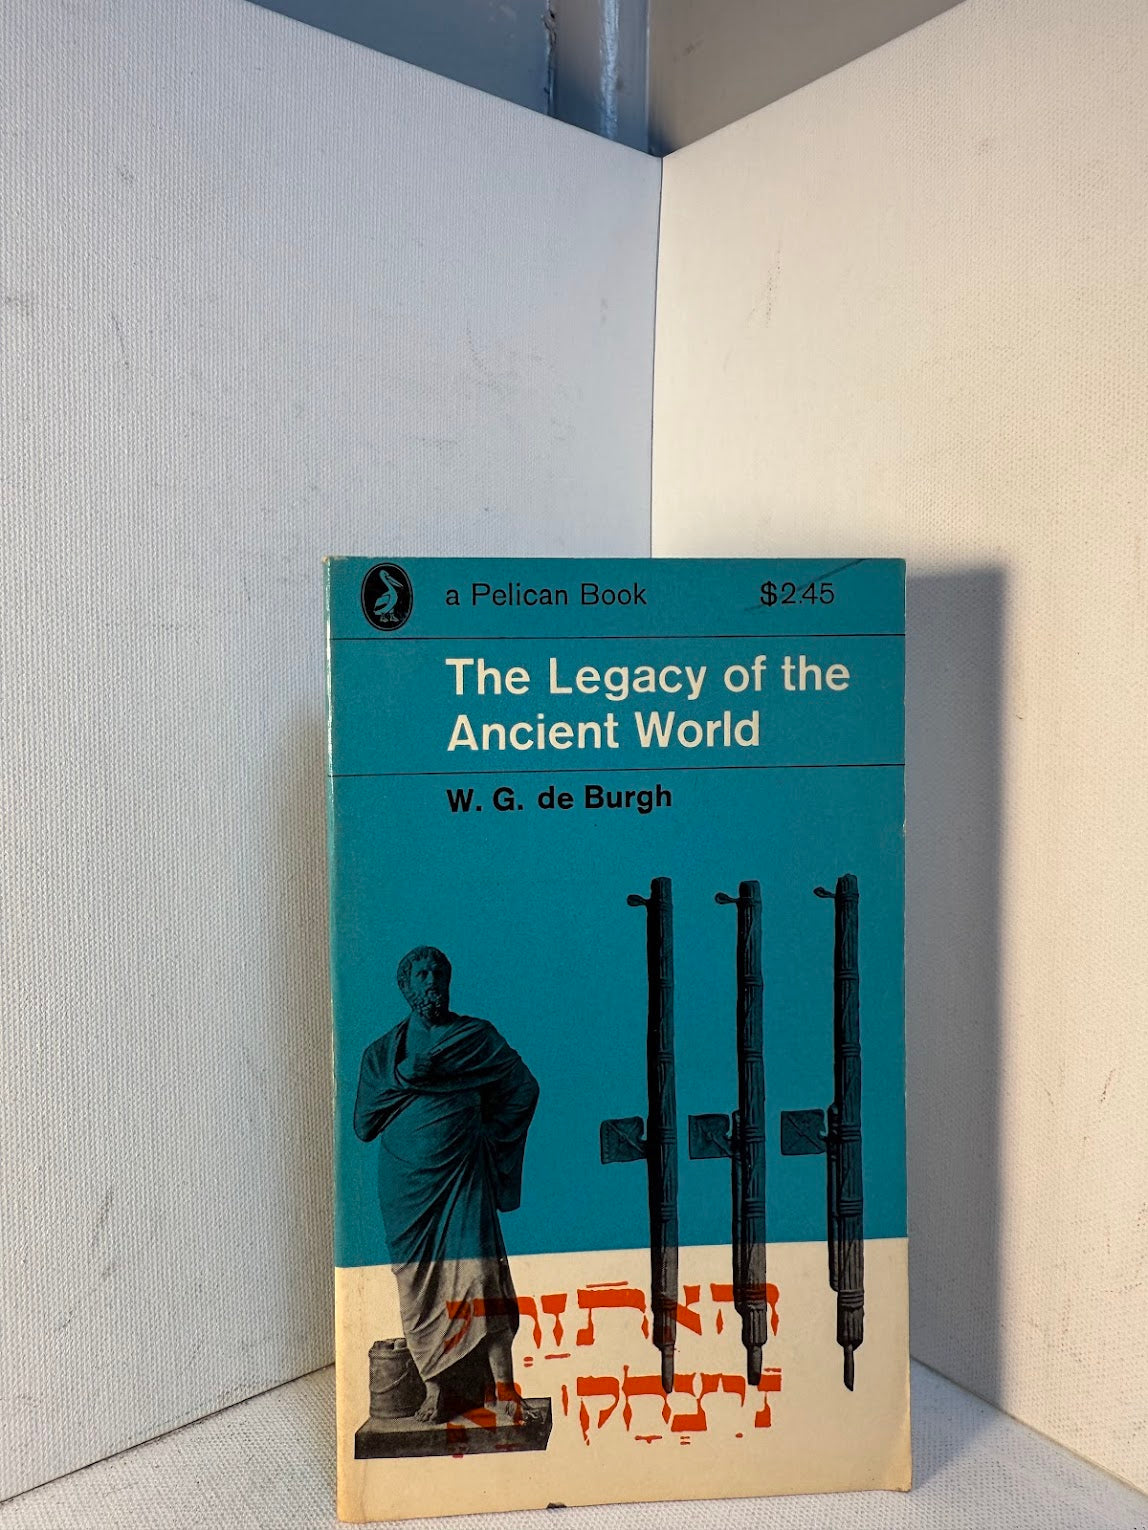 a Pelican Book $2.45
The Legacy of the
Ancient World
W. G. de Burgh